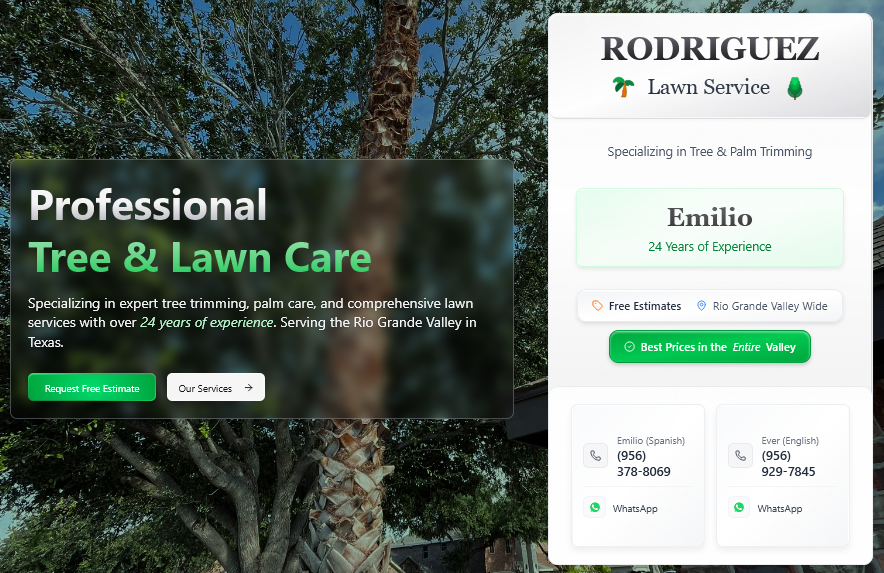 Professional
Tree & Lawn Care
Specializing in expert tree trimming, palm care, and comprehensive lawn
services with over 24 years of experience. Serving the Rio Grande Valley in
Texas.
Request Free Estimate
Our Services
RODRIGUEZ
Lawn Service
Specializing in Tree & Palm Trimming
Emilio
24 Years of Experience
Free Estimates
Rio Grande Valley Wide
Best Prices in the Entire Valley
Emilio (Spanish)
(956)
378-8069
WhatsApp
Ever (English)
(956)
929-7845
WhatsApp